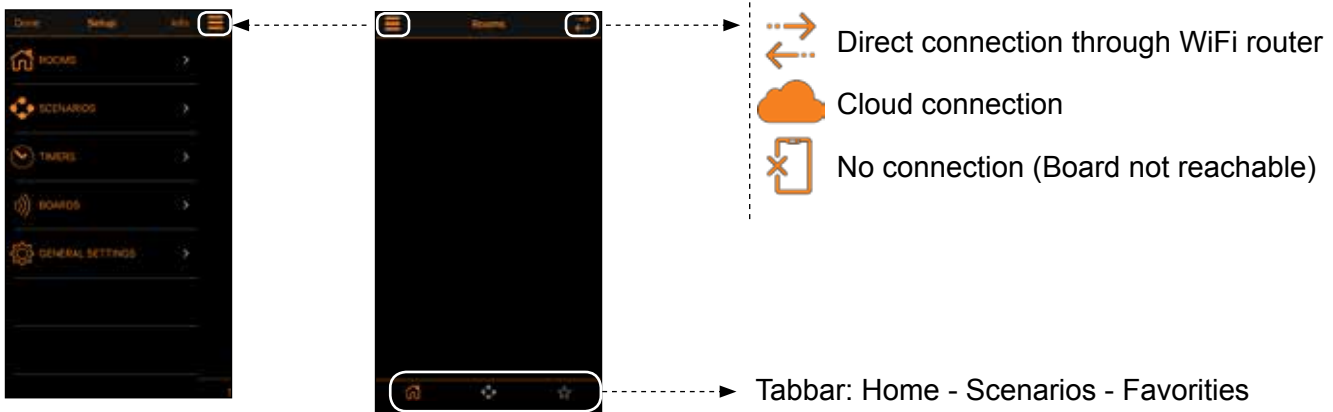 Done Setup Info
ROOMS
SCENARIOS
TIMERS
BOARDS
GENERAL SETTINGS
Rooms
Direct connection through WiFi router
Cloud connection
No connection (Board not reachable)
Tabbar: Home - Scenarios - Favorites